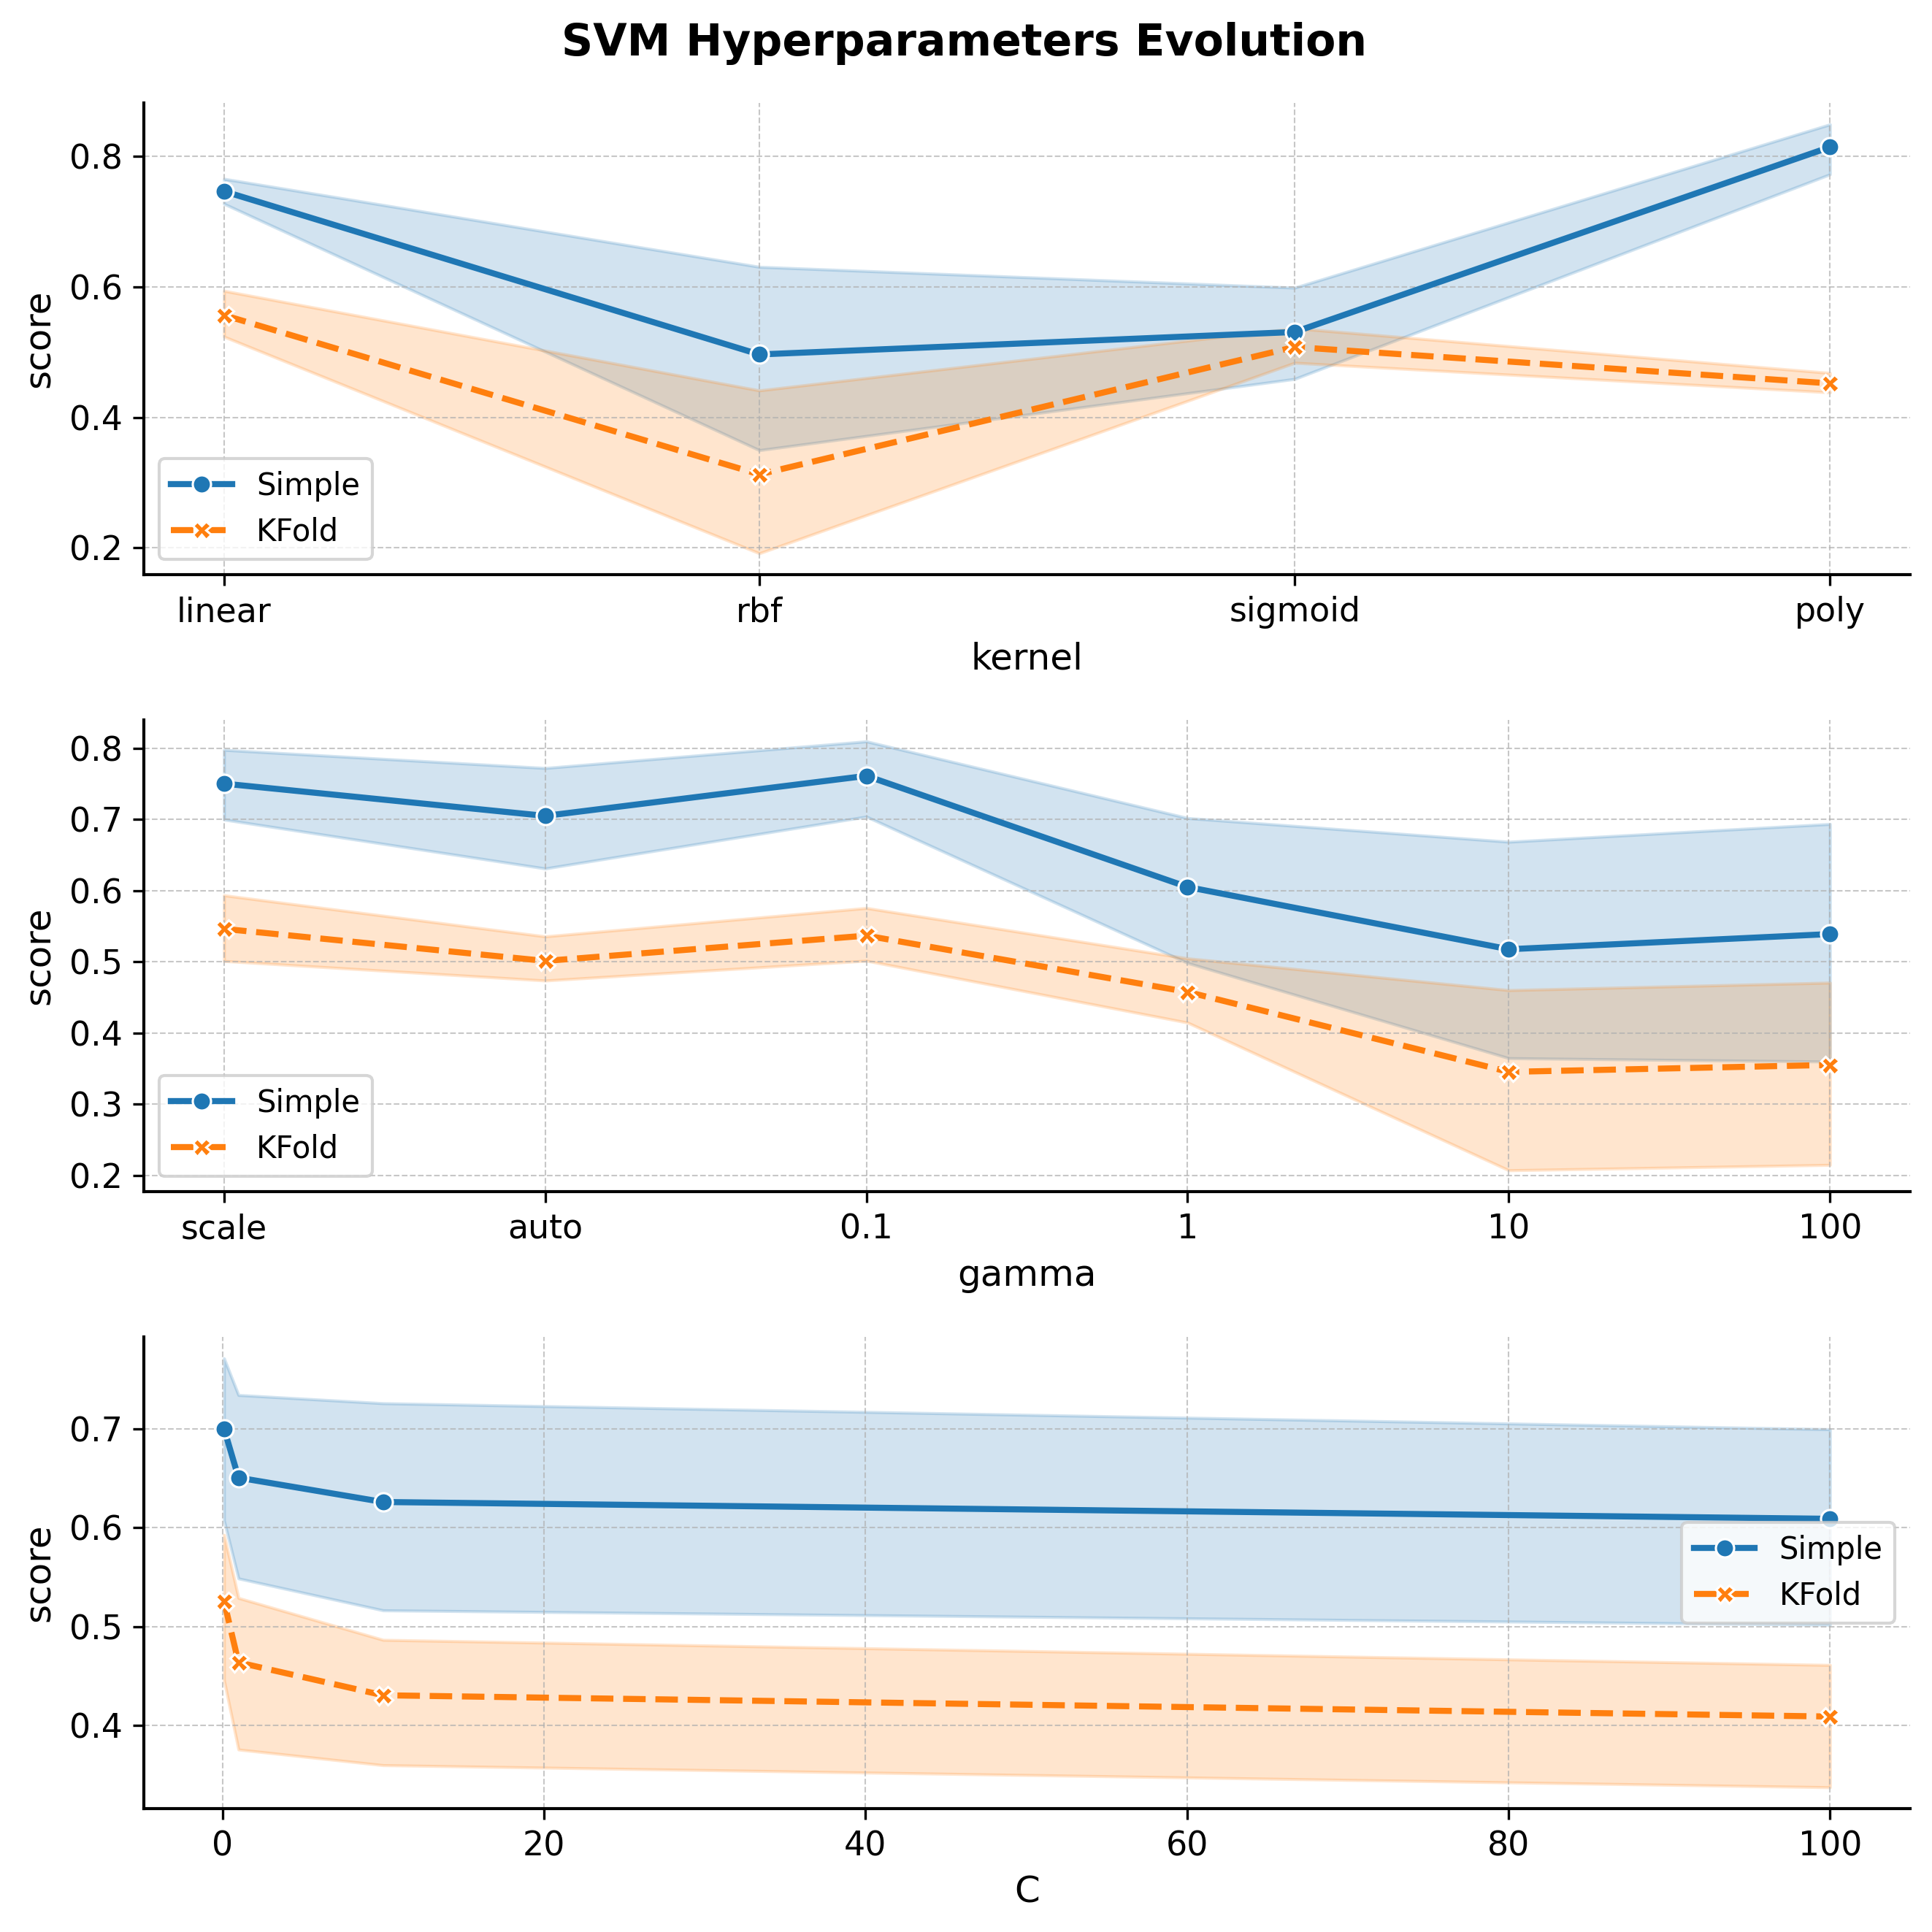 SVM Hyperparameters Evolution
score
0.8
0.6
0.4
0.2
Simple
KFold
linear rbf sigmoid poly
kernel
score
0.8
0.7
0.6
0.5
0.4
0.3
0.2
Simple
KFold
scale auto 0.1 1 10 100
gamma
score
0.7
0.6
0.5
0.4
Simple
KFold
0 20 40 60 80 100
C